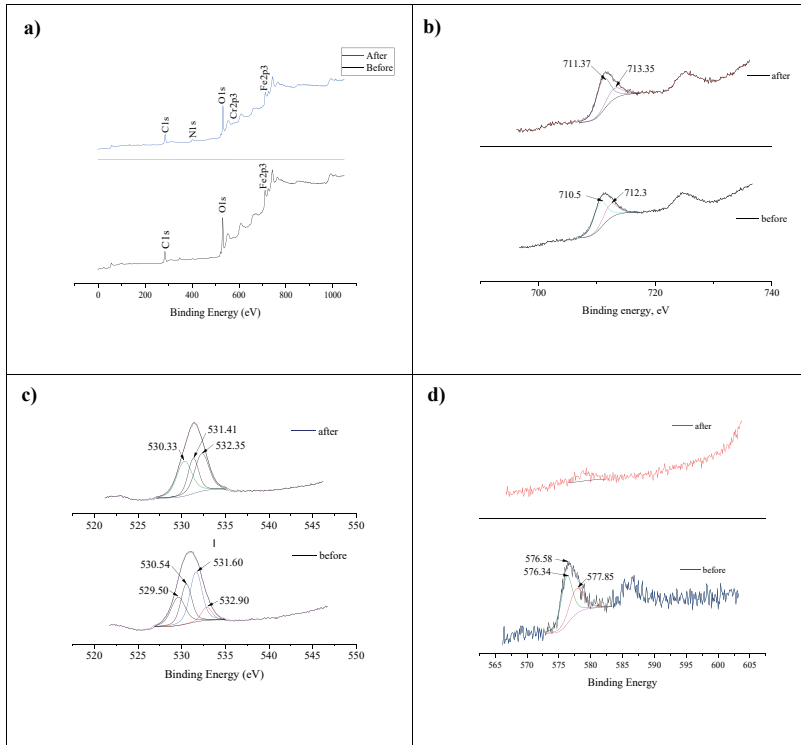 a)
After
Before
C1s
N1s
O1s
Cr2p3
Fe2p3
C1s
O1s
Fe2p3
0 200 400 600 800 1000
Binding Energy (eV)
b)
711.37
713.35
after
710.5
712.3
before
700 720 740
Binding energy, eV
c)
530.33
531.41
532.35
after
520 525 530 535 540 545 550
530.54
529.50
531.60
532.90
before
520 525 530 535 540 545 550
Binding Energy (eV)
d)
after
576.58
576.34
577.85
before
565 570 575 580 585 590 595 600 605
Binding Energy